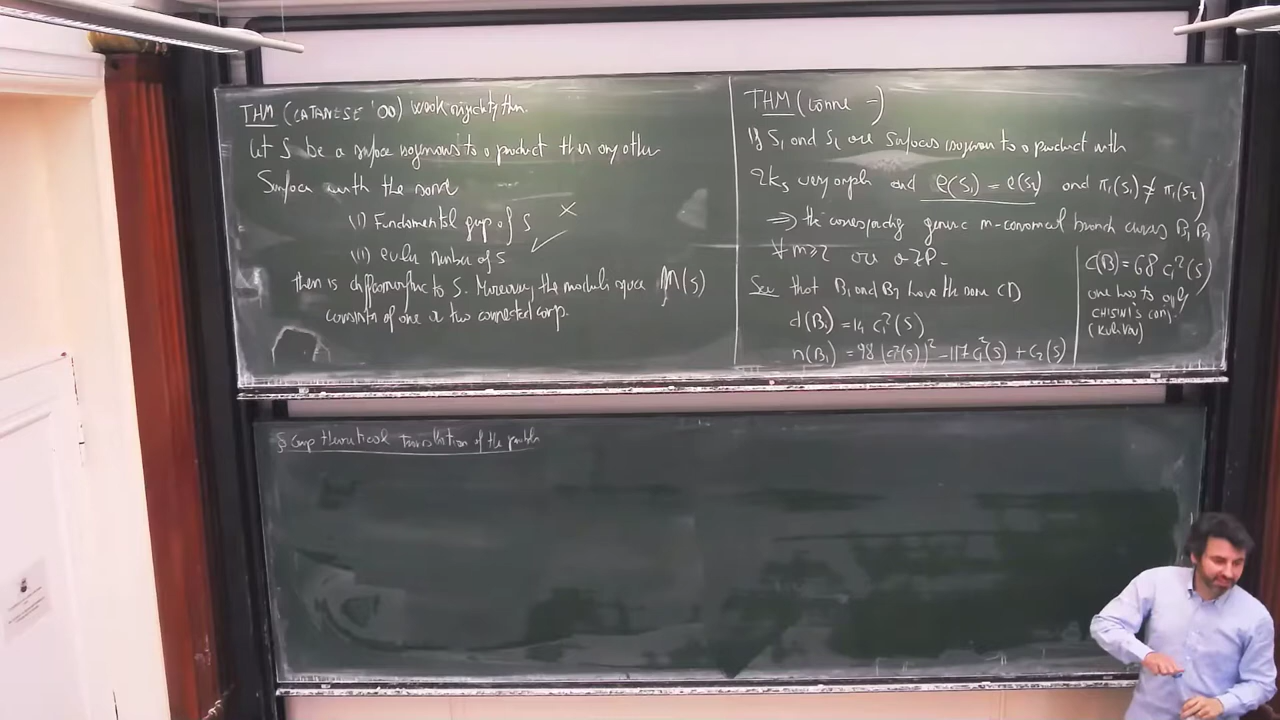 THM (CATANESE '00) Weak rigidity thm.
Let S be a surface isogenous to a product then any other
Surface with the same
(i) Fundamental group of S ×
(ii) euler number of S ✓
then is diffeomorphic to S. Moreover, the moduli space M(S)
consists of one or two connected comp.
THM (Lönne -)
If S1 and S2 are surfaces isogenous to a product with
2Ks very ample and e(S1) = e(S2) and π1(S1) ≠ π1(S2)
⇒ the corresponding generic m-canonical branch curves B1 B2
∀ m ≥ 2 are a ZP.
See that B1 and B2 have the same CD
d(B1) = 14 c1²(S)
n(B1) = 98 (c1²(S))² - 117 c1²(S) + c2(S)
c(B) = 68 c1²(S)
one has to apply
CHISINI'S conj.
(Kulikov)
§ Group theoretical translation of the problem